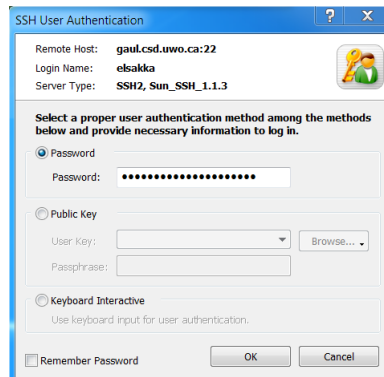 SSH User Authentication
Remote Host: gaul.csd.uwo.ca:22
Login Name: elsakka
Server Type: SSH2, Sun_SSH_1.1.3
Select a proper user authentication method among the methods
below and provide necessary information to log in.
Password
Password: •••••••••••••••••••••
Public Key
User Key: Browse...
Passphrase:
Keyboard Interactive
Use keyboard input for user authentication.
Remember Password OK Cancel